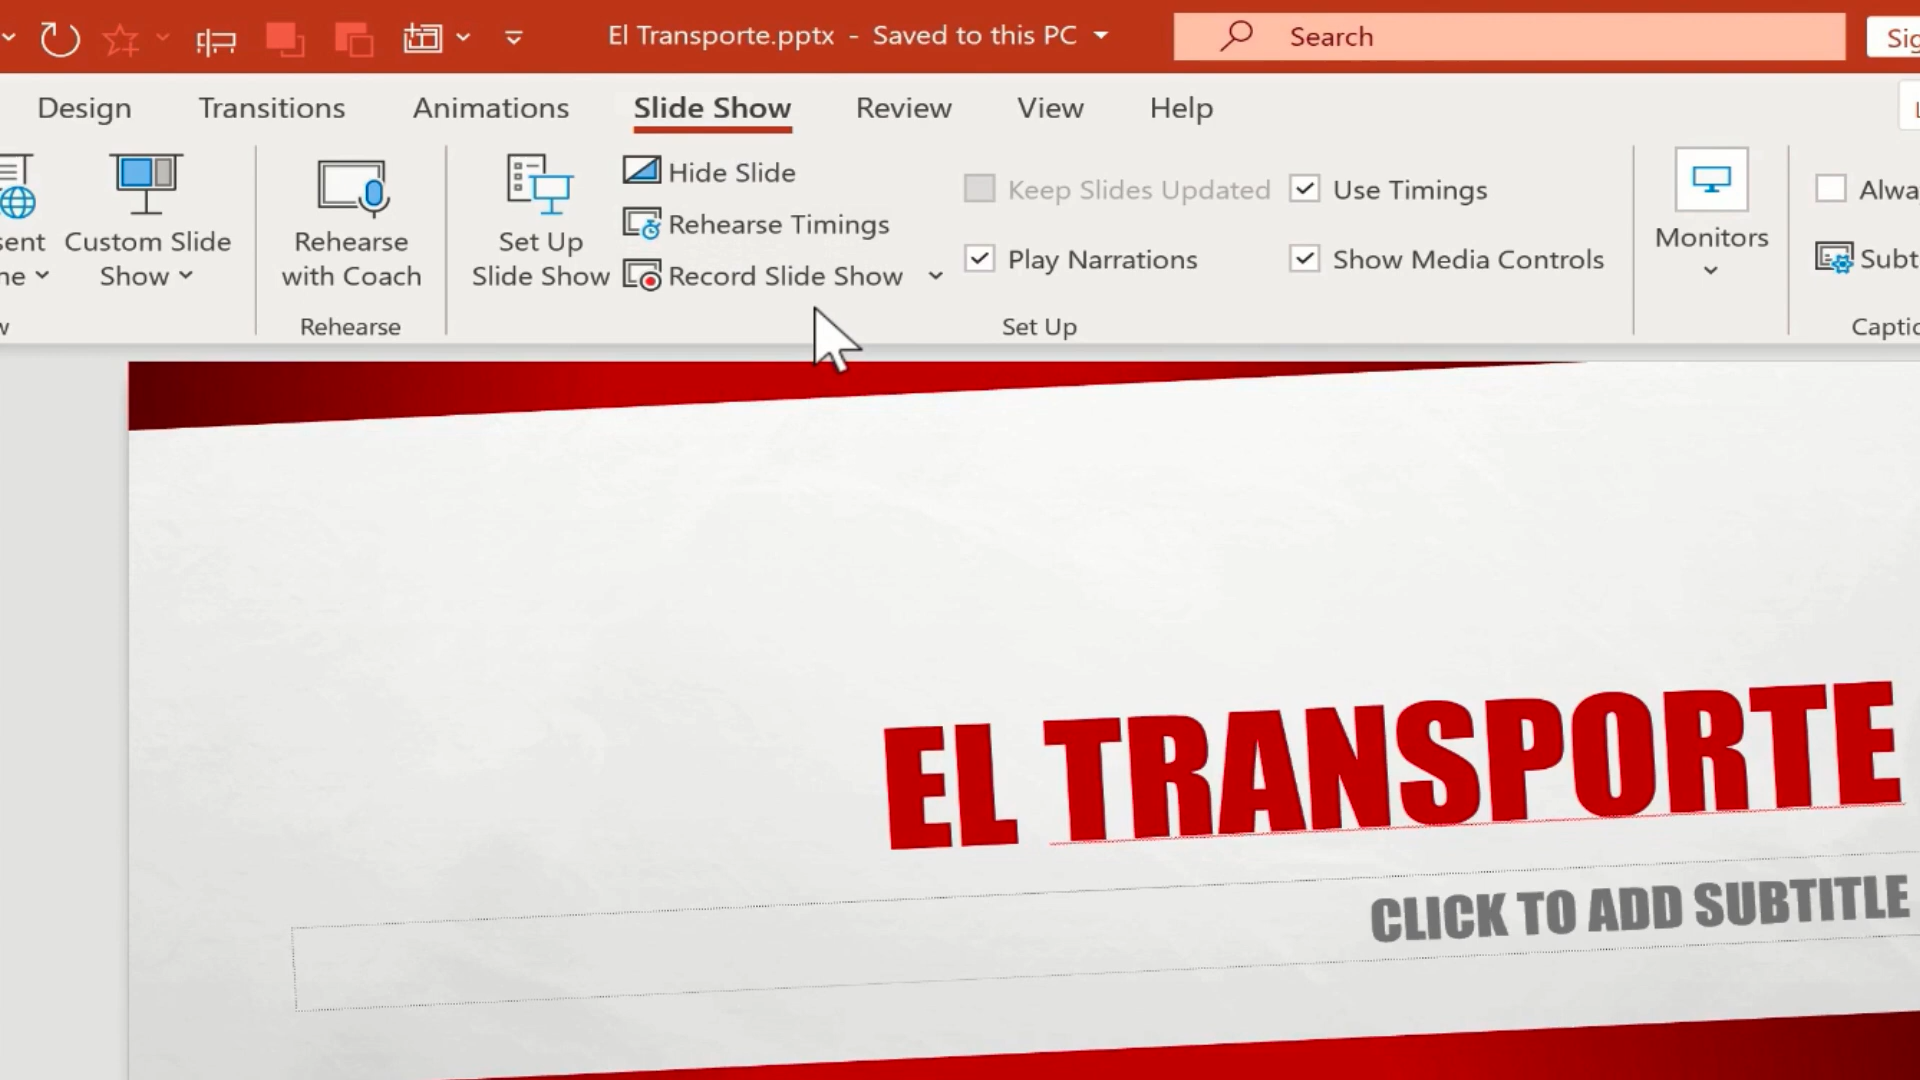 El Transporte.pptx - Saved to this PC
Search
Design Transitions Animations Slide Show Review View Help
Custom Slide Show
Rehearse with Coach
Rehearse
Set Up Slide Show
Hide Slide
Rehearse Timings
Record Slide Show
Keep Slides Updated
Use Timings
Play Narrations
Show Media Controls
Set Up
Monitors
EL TRANSPORTE
CLICK TO ADD SUBTITLE